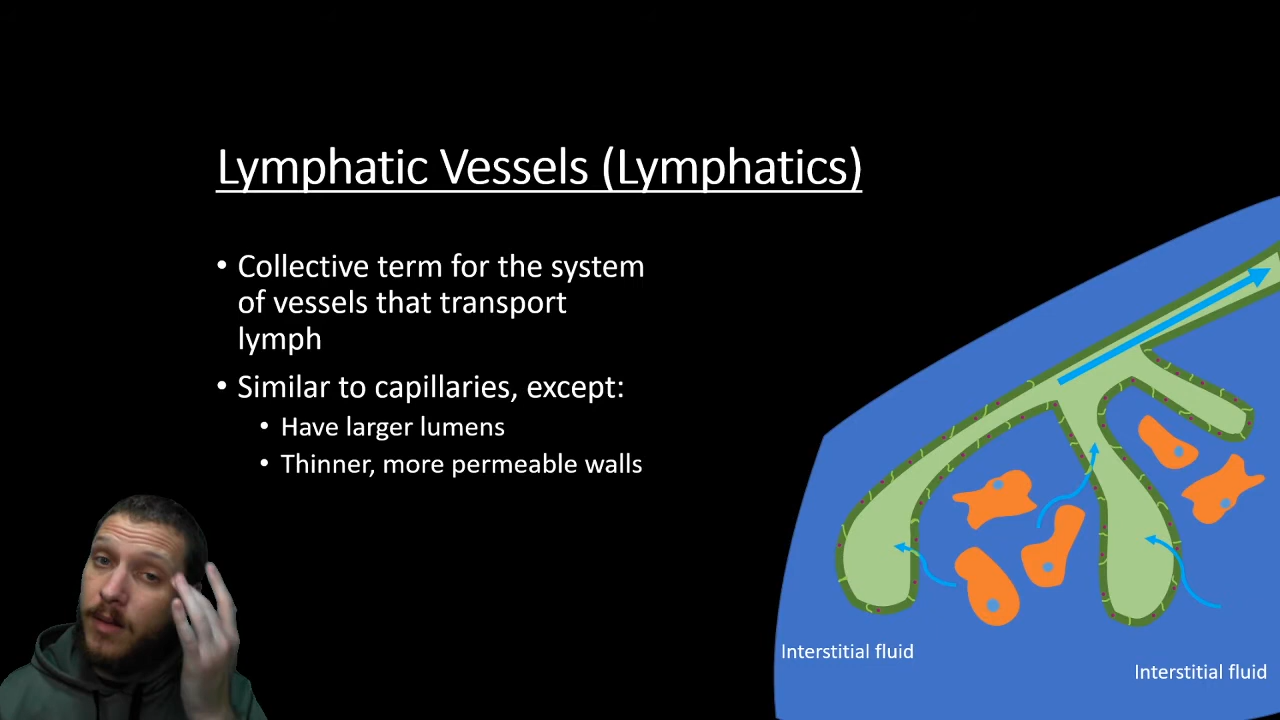 Lymphatic Vessels (Lymphatics)
• Collective term for the system
of vessels that transport
lymph
• Similar to capillaries, except:
• Have larger lumens
• Thinner, more permeable walls
Interstitial fluid
Interstitial fluid